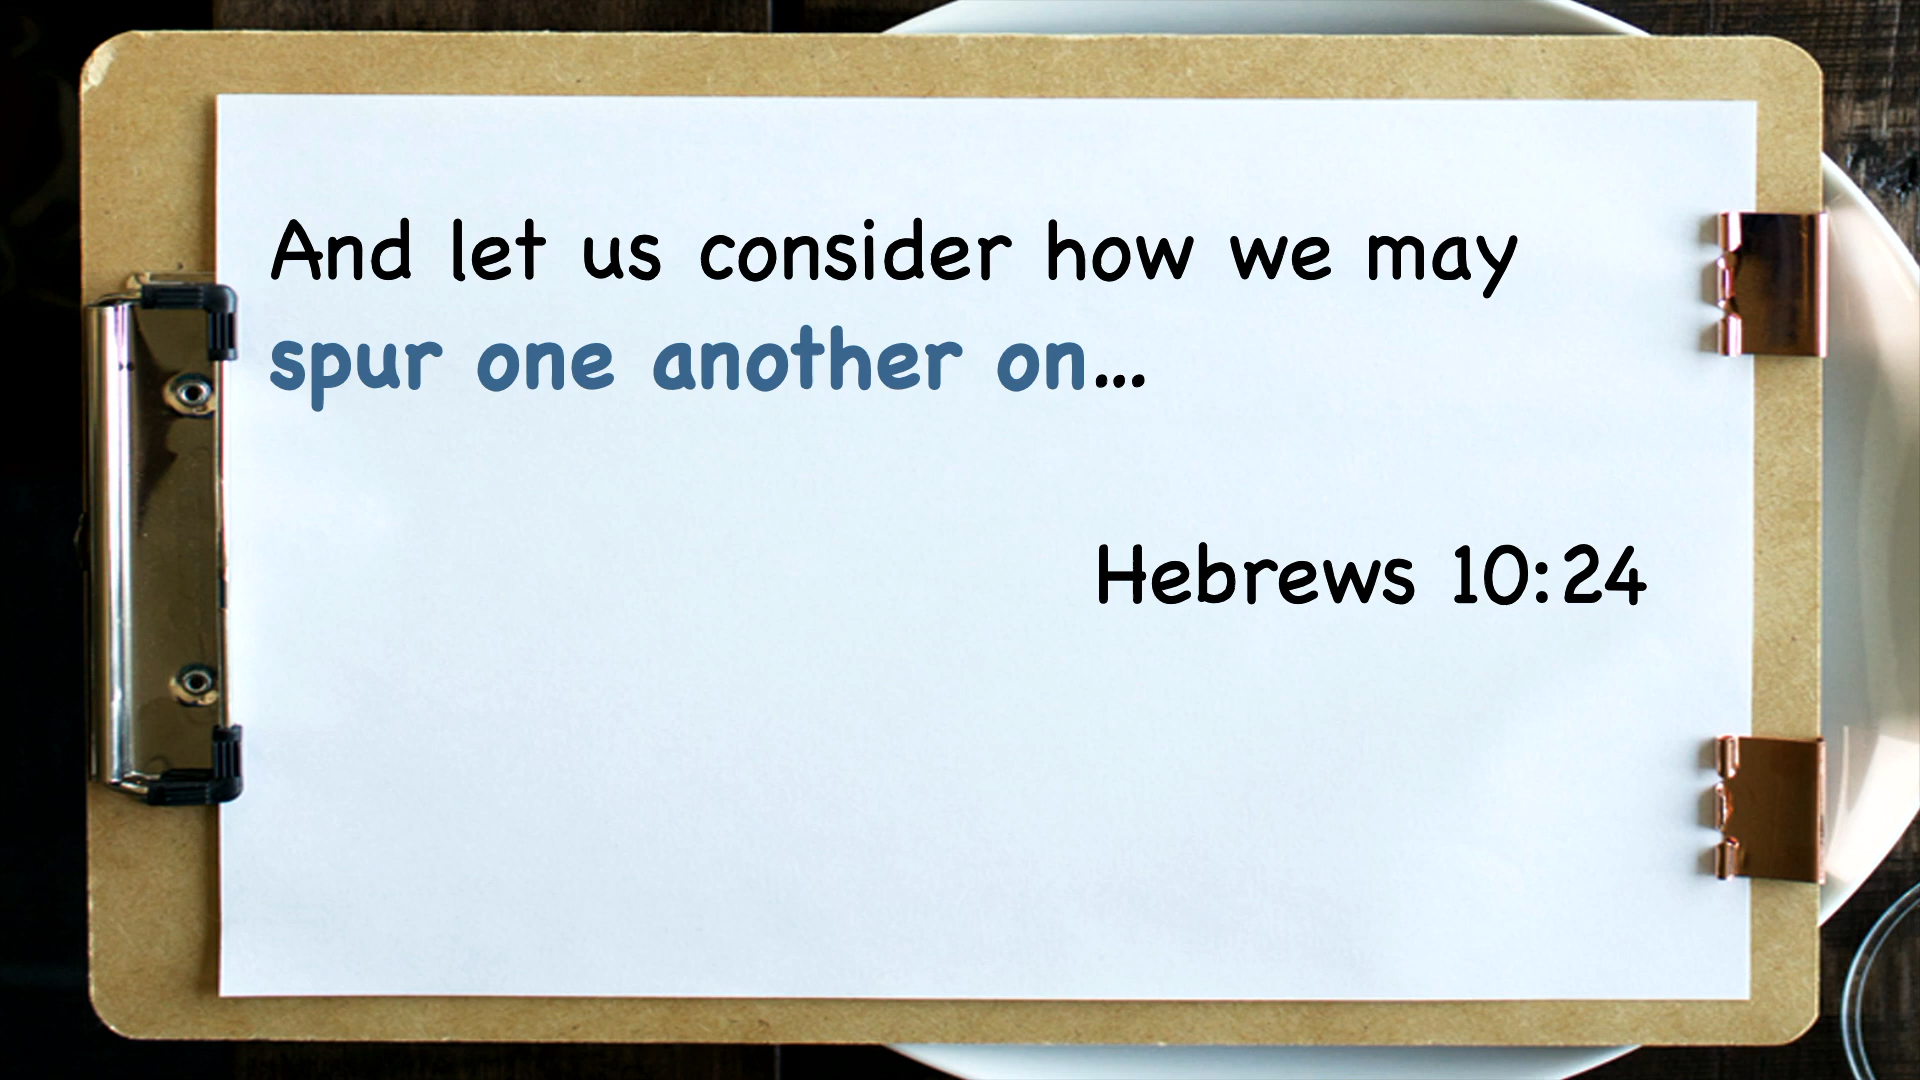 And let us consider how we may
spur one another on...
Hebrews 10:24